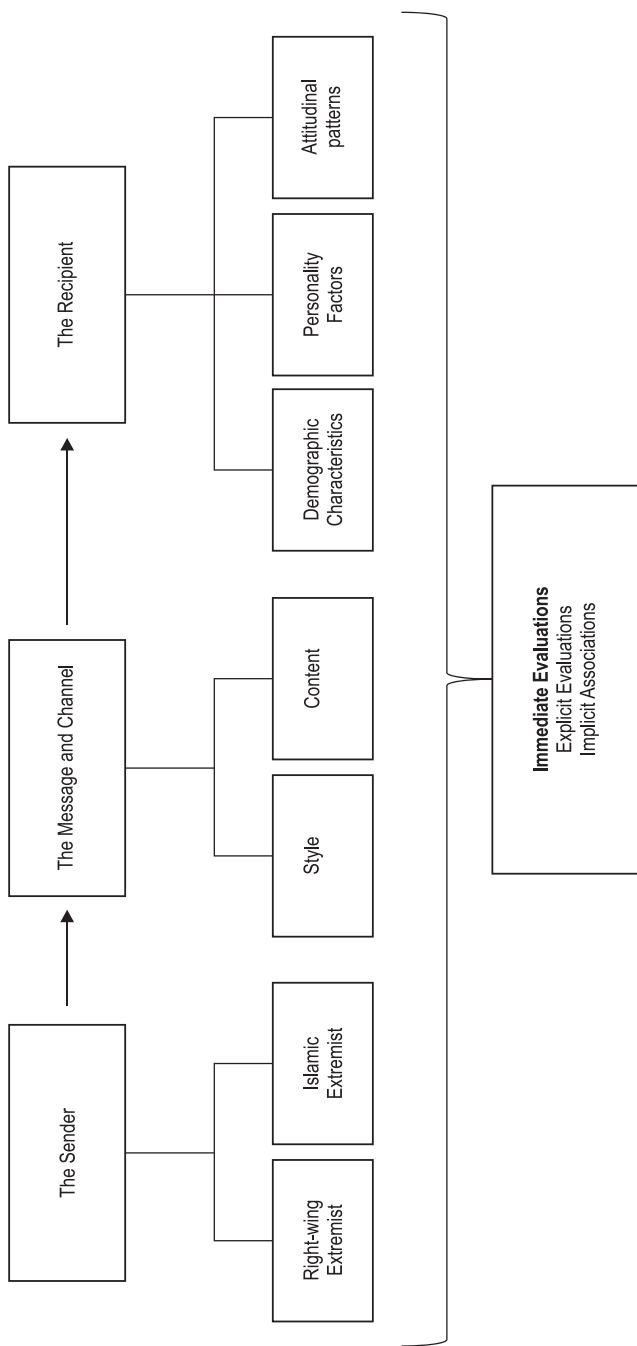 The Sender
The Message and Channel
The Recipient
Right-wing
Extremist
Islamic
Extremist
Style
Content
Demographic
Characteristics
Personality
Factors
Attitudinal
patterns
Immediate Evaluations
Explicit Evaluations
Implicit Associations